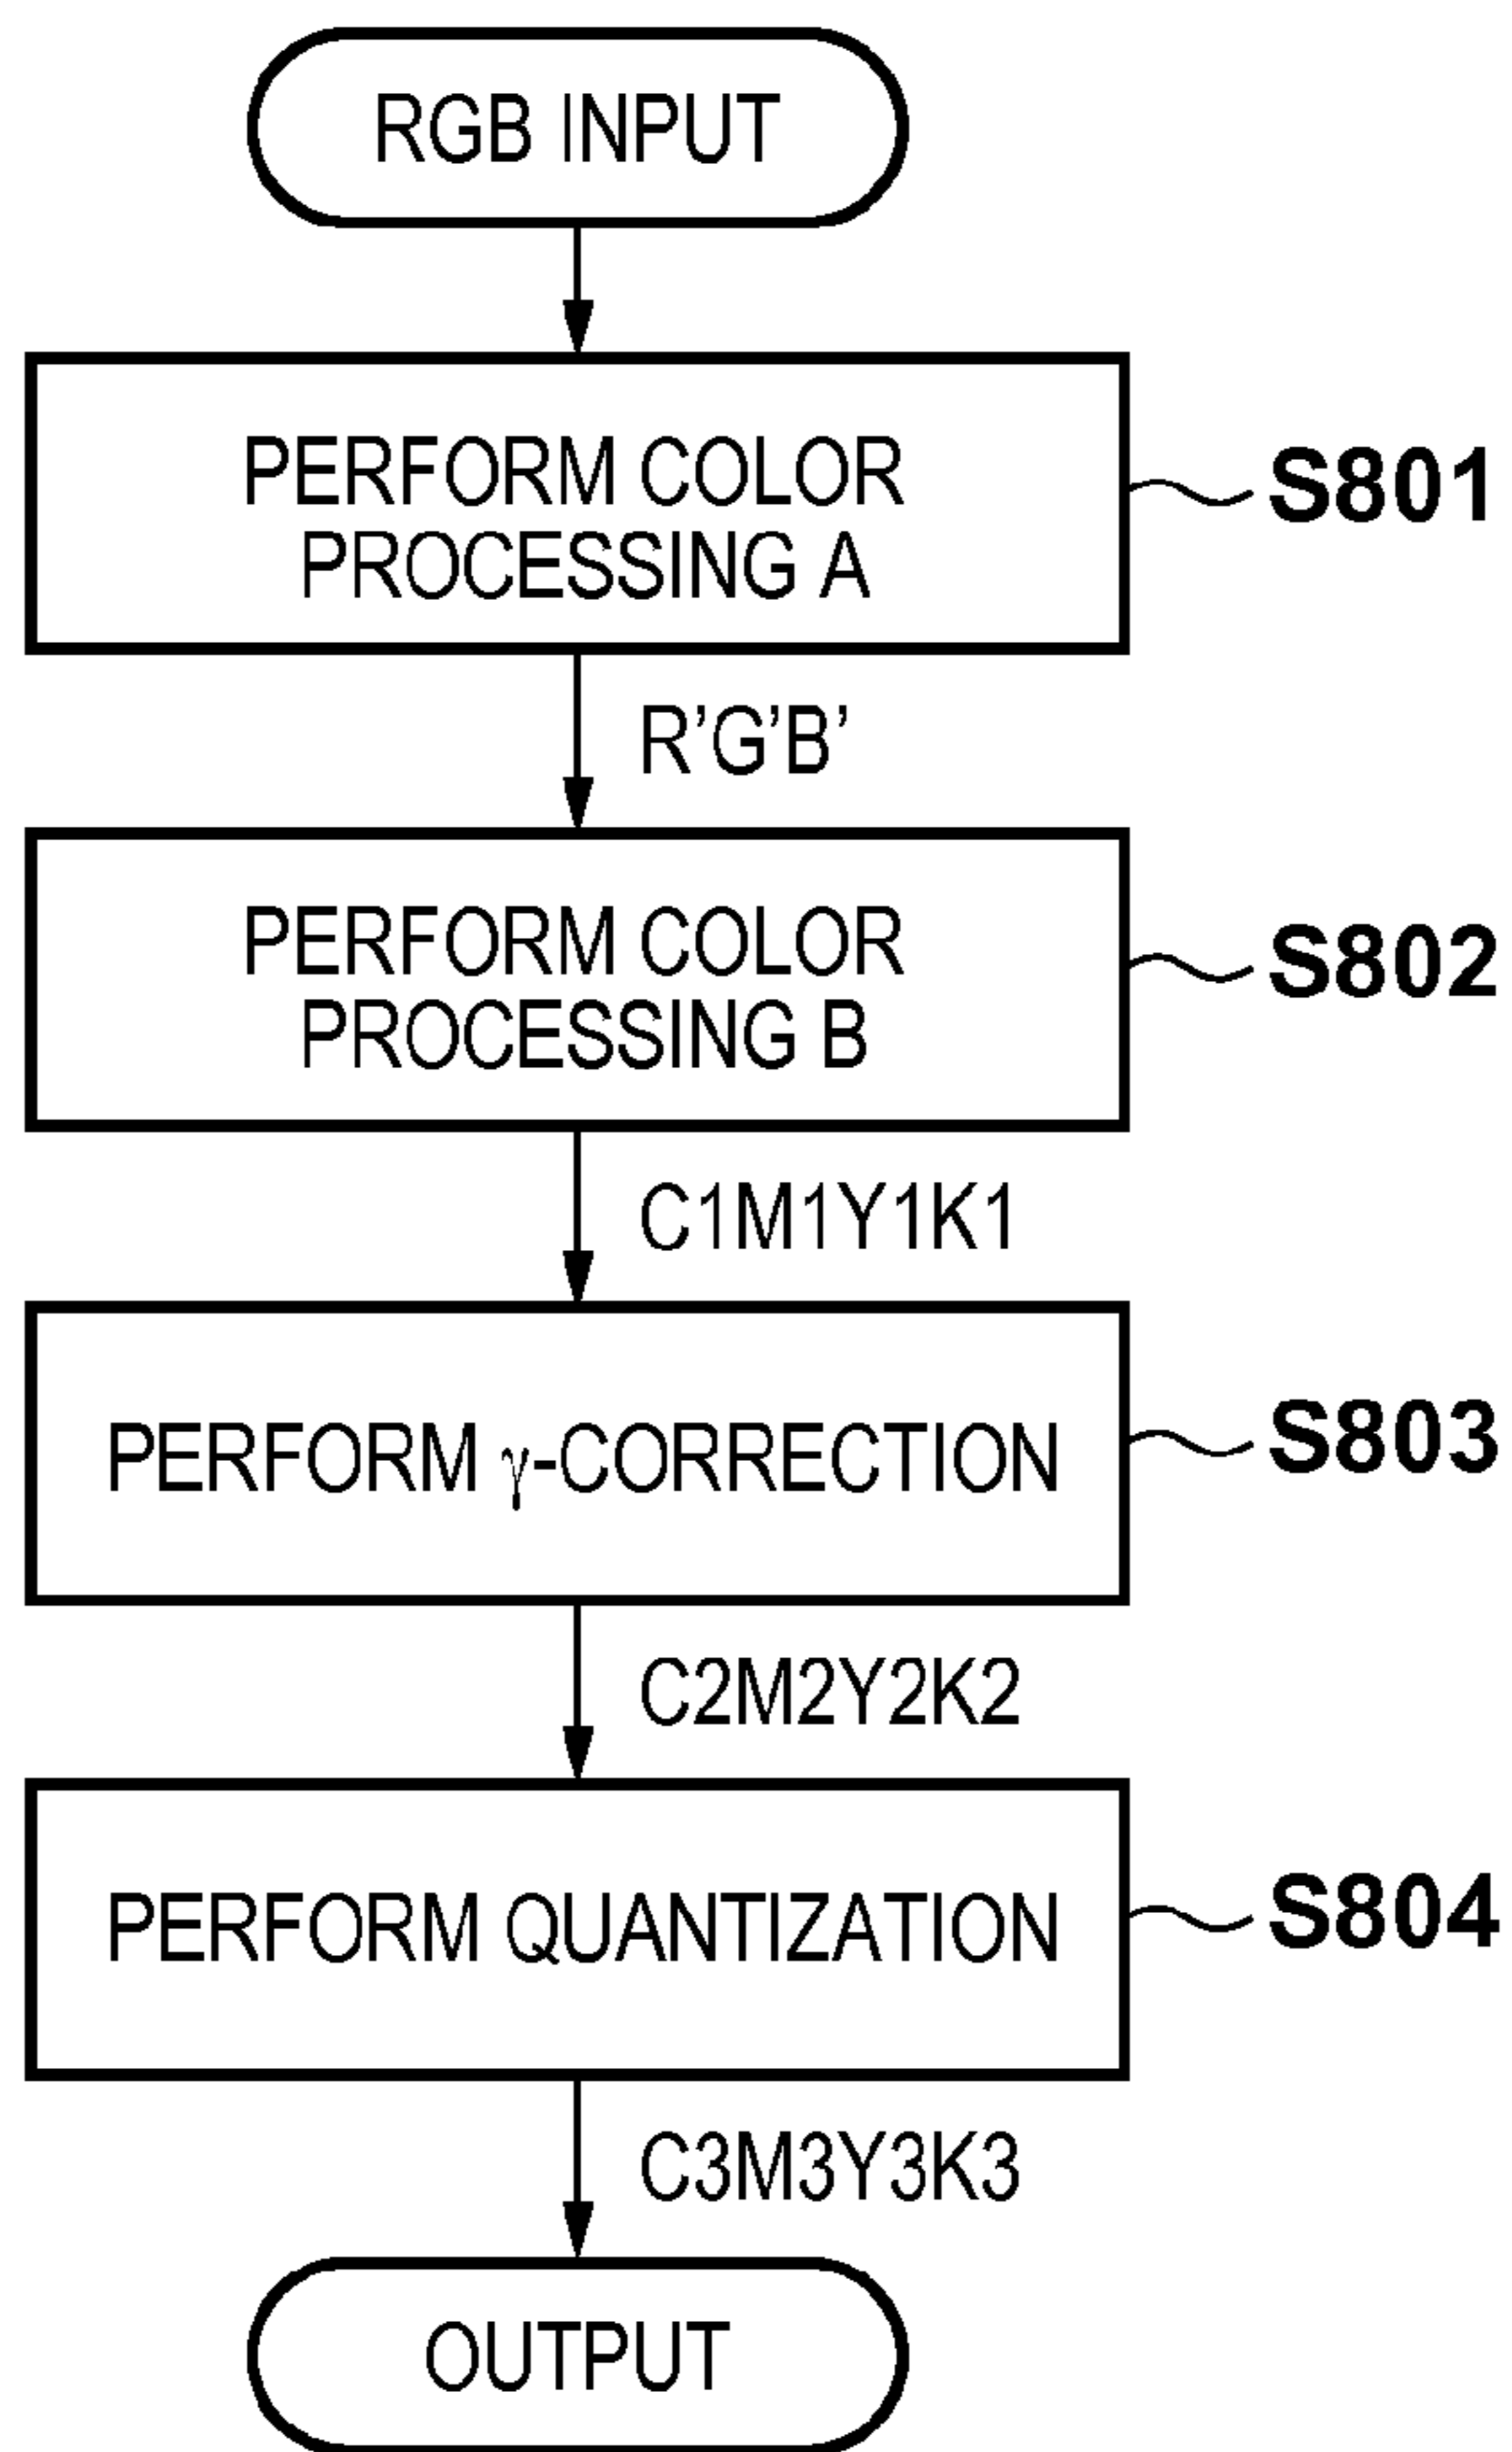 RGB INPUT
PERFORM COLOR
PROCESSING A
S801
R'G'B'
PERFORM COLOR
PROCESSING B
S802
C1M1Y1K1
PERFORM γ-CORRECTION
S803
C2M2Y2K2
PERFORM QUANTIZATION
S804
C3M3Y3K3
OUTPUT